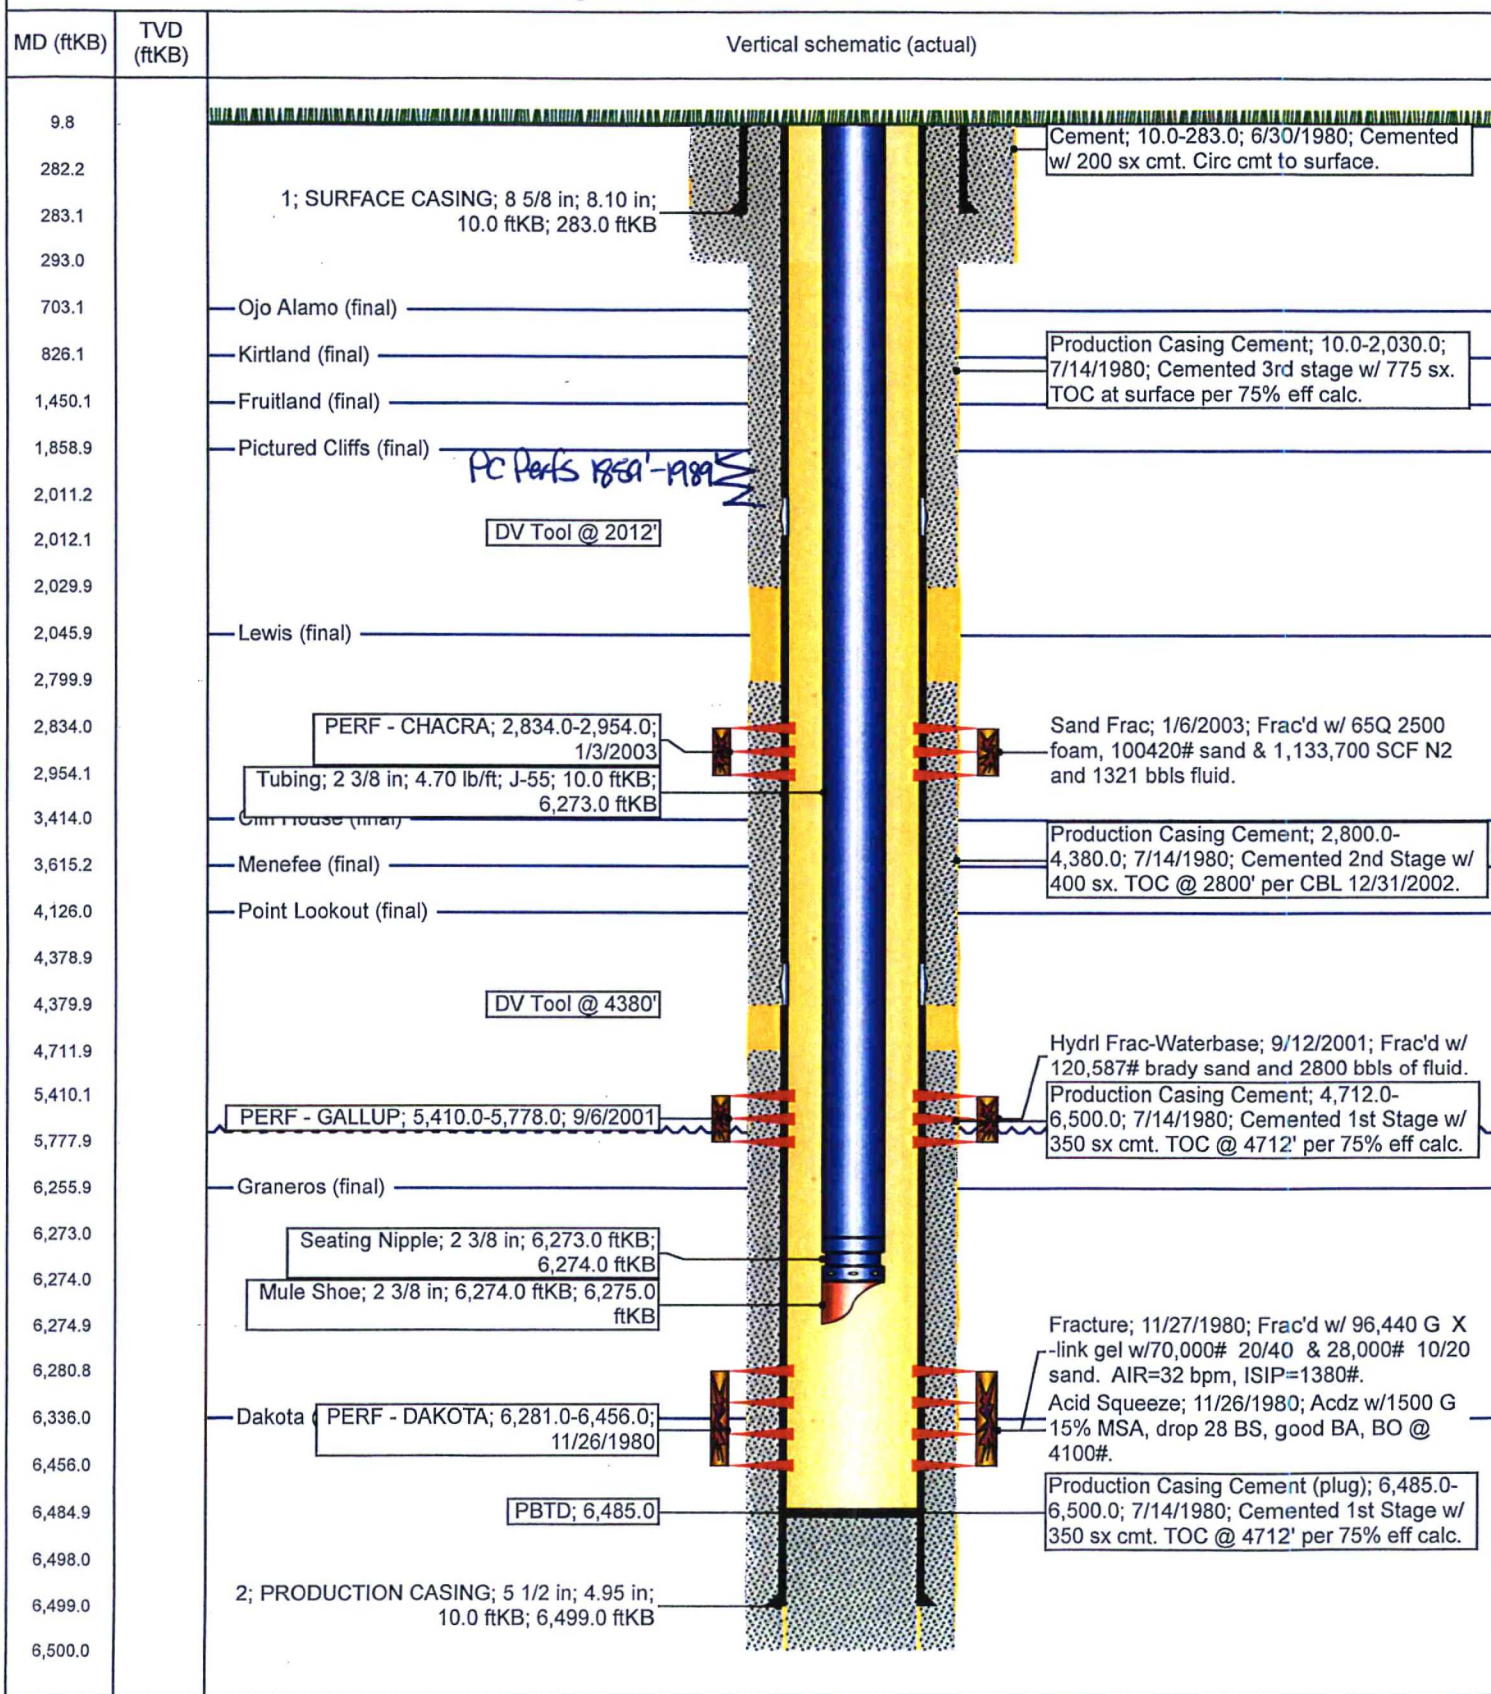 MD (ftKB)
TVD
(ftKB)
Vertical schematic (actual)
9.8
282.2
283.1
293.0
703.1
826.1
1,450.1
1,858.9
2,011.2
2,012.1
2,029.9
2,045.9
2,799.9
2,834.0
2,954.1
3,414.0
3,615.2
4,126.0
4,378.9
4,379.9
4,711.9
5,410.1
5,777.9
6,255.9
6,273.0
6,274.0
6,274.9
6,280.8
6,336.0
6,456.0
6,484.9
6,498.0
6,499.0
6,500.0
1; SURFACE CASING; 8 5/8 in; 8.10 in;
10.0 ftKB; 283.0 ftKB
Ojo Alamo (final)
Kirtland (final)
Fruitland (final)
Pictured Cliffs (final)
PC Perfs 1859'-1989'
DV Tool @ 2012'
Lewis (final)
PERF - CHACRA; 2,834.0-2,954.0;
1/3/2003
Tubing; 2 3/8 in; 4.70 lb/ft; J-55; 10.0 ftKB;
6,273.0 ftKB
House (final)
Menefee (final)
Point Lookout (final)
DV Tool @ 4380'
PERF - GALLUP; 5,410.0-5,778.0; 9/6/2001
Graneros (final)
Seating Nipple; 2 3/8 in; 6,273.0 ftKB;
6,274.0 ftKB
Mule Shoe; 2 3/8 in; 6,274.0 ftKB; 6,275.0
ftKB
Dakota (
PERF - DAKOTA; 6,281.0-6,456.0;
11/26/1980
PBTD; 6,485.0
2; PRODUCTION CASING; 5 1/2 in; 4.95 in;
10.0 ftKB; 6,499.0 ftKB
Cement; 10.0-283.0; 6/30/1980; Cemented
w/ 200 sx cmt. Circ cmt to surface.
Production Casing Cement; 10.0-2,030.0;
7/14/1980; Cemented 3rd stage w/ 775 sx.
TOC at surface per 75% eff calc.
Sand Frac; 1/6/2003; Frac'd w/ 65Q 2500
foam, 100420# sand & 1,133,700 SCF N2
and 1321 bbls fluid.
Production Casing Cement; 2,800.0-
4,380.0; 7/14/1980; Cemented 2nd Stage w/
400 sx. TOC @ 2800' per CBL 12/31/2002.
Hydrl Frac-Waterbase; 9/12/2001; Frac'd w/
120,587# brady sand and 2800 bbls of fluid.
Production Casing Cement; 4,712.0-
6,500.0; 7/14/1980; Cemented 1st Stage w/
350 sx cmt. TOC @ 4712' per 75% eff calc.
Fracture; 11/27/1980; Frac'd w/ 96,440 G X
-link gel w/70,000# 20/40 & 28,000# 10/20
sand. AIR=32 bpm, ISIP=1380#.
Acid Squeeze; 11/26/1980; Acdz w/1500 G
15% MSA, drop 28 BS, good BA, BO @
4100#.
Production Casing Cement (plug); 6,485.0-
6,500.0; 7/14/1980; Cemented 1st Stage w/
350 sx cmt. TOC @ 4712' per 75% eff calc.